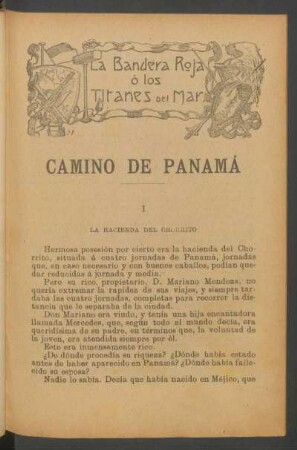 La Bandera Roja
ó los
Titanes del Mar
CAMINO DE PANAMÁ
I
LA HACIENDA DEL CHORRITO
Hermosa posesión por cierto era la hacienda del Cho-
rrito, situada á cuatro jornadas de Panamá, jornadas
que, en caso necesario y con buenos caballos, podían que-
dar reducidas á jornada y media.
Pero su rico propietario, D. Mariano Mendoza, no
quería extremar la rapidez de sus viajes, y siempre tar-
daba las cuatro jornadas, completas para recorrer la dis-
tancia que le separaba de la ciudad.
Don Mariano era viudo, y tenía una hija encantadora
llamada Mercedes, que, según todo el mundo decía, era
queridísima de su padre, en términos que, la voluntad de
la joven, era atendida siempre por él.
Este era inmensamente rico.
¿De dónde procedía su riqueza? ¿Dónde había estado
antes de haber aparecido en Panamá? ¿Dónde había falle-
cido su esposa?
Nadie lo sabía. Decía que había nacido en Méjico, que